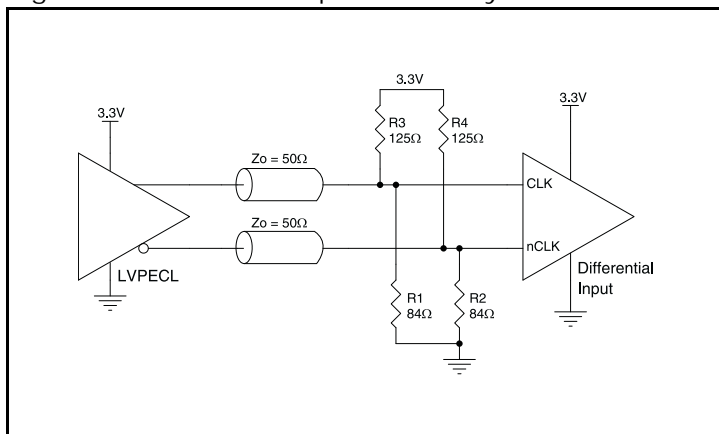 3.3V
3.3V
3.3V
R3
125Ω
R4
125Ω
Zo = 50Ω
CLK
Zo = 50Ω
nCLK
LVPECL
Differential
Input
R1
84Ω
R2
84Ω